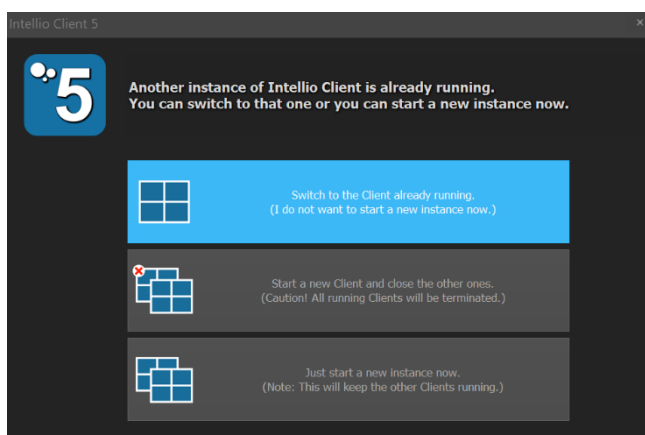 Intellio Client 5
5
Another instance of Intellio Client is already running.
You can switch to that one or you can start a new instance now.
Switch to the Client already running.
(I do not want to start a new instance now.)
Start a new Client and close the other ones.
(Caution! All running Clients will be terminated.)
Just start a new instance now.
(Note: This will keep the other Clients running.)